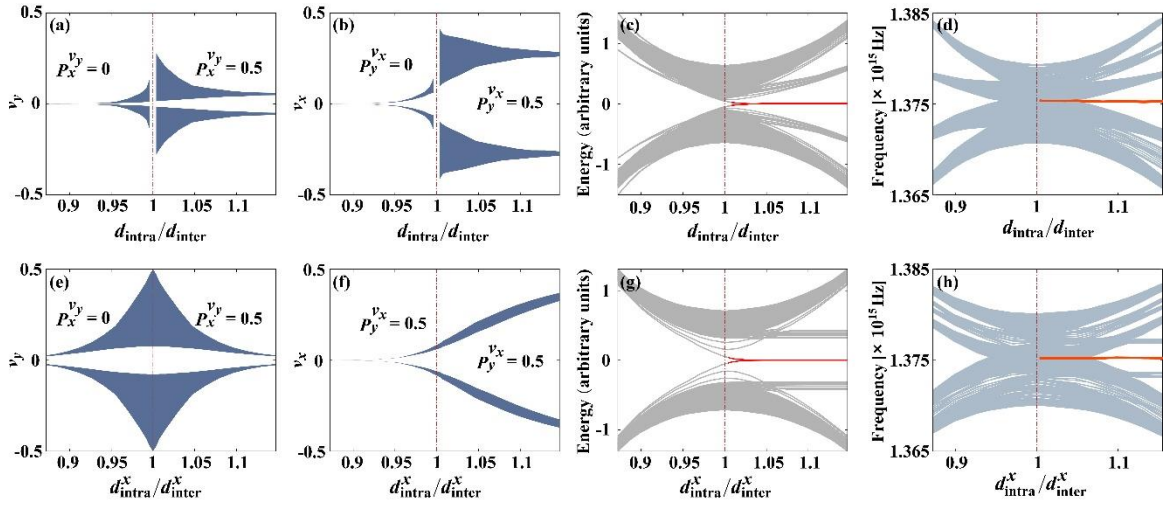 (a)
0.5
0
-0.5
v_y
P_x^{v_y} = 0
P_x^{v_y} = 0.5
0.9 0.95 1 1.05 1.1
d_intra/d_inter
(b)
0.5
0
-0.5
v_x
P_y^{v_x} = 0
P_y^{v_x} = 0.5
0.9 0.95 1 1.05 1.1
d_intra/d_inter
(c)
1
0
-1
Energy (arbitrary units)
0.9 0.95 1 1.05 1.1
d_intra/d_inter
(d)
1.385
1.375
1.365
Frequency [× 10^15 Hz]
0.9 1 1.1
d_intra/d_inter
(e)
0.5
0
-0.5
v_y
P_x^{v_y} = 0
P_x^{v_y} = 0.5
0.9 0.95 1 1.05 1.1
d^x_intra/d^x_inter
(f)
0.5
0
-0.5
v_x
P_y^{v_x} = 0.5
P_y^{v_x} = 0.5
0.9 0.95 1 1.05 1.1
d^x_intra/d^x_inter
(g)
1
0
-1
Energy (arbitrary units)
0.9 0.95 1 1.05 1.1
d^x_intra/d^x_inter
(h)
1.385
1.375
1.365
Frequency [× 10^15 Hz]
0.9 1 1.1
d^x_intra/d^x_inter